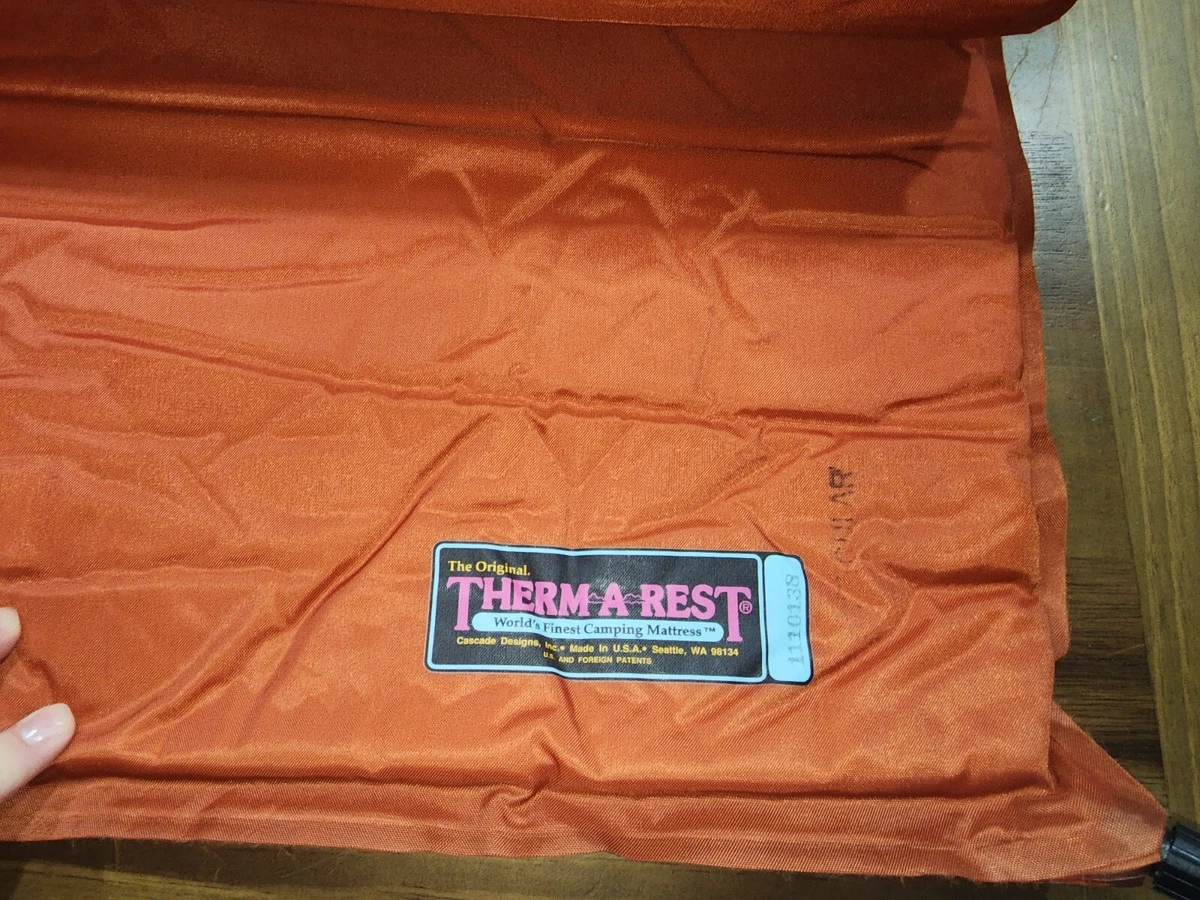 The Original.
THERM-A-REST®
World's Finest Camping Mattress™
Cascade Designs, Inc. • Made In U.S.A. • Seattle, WA 98134
U.S. AND FOREIGN PATENTS
1110138